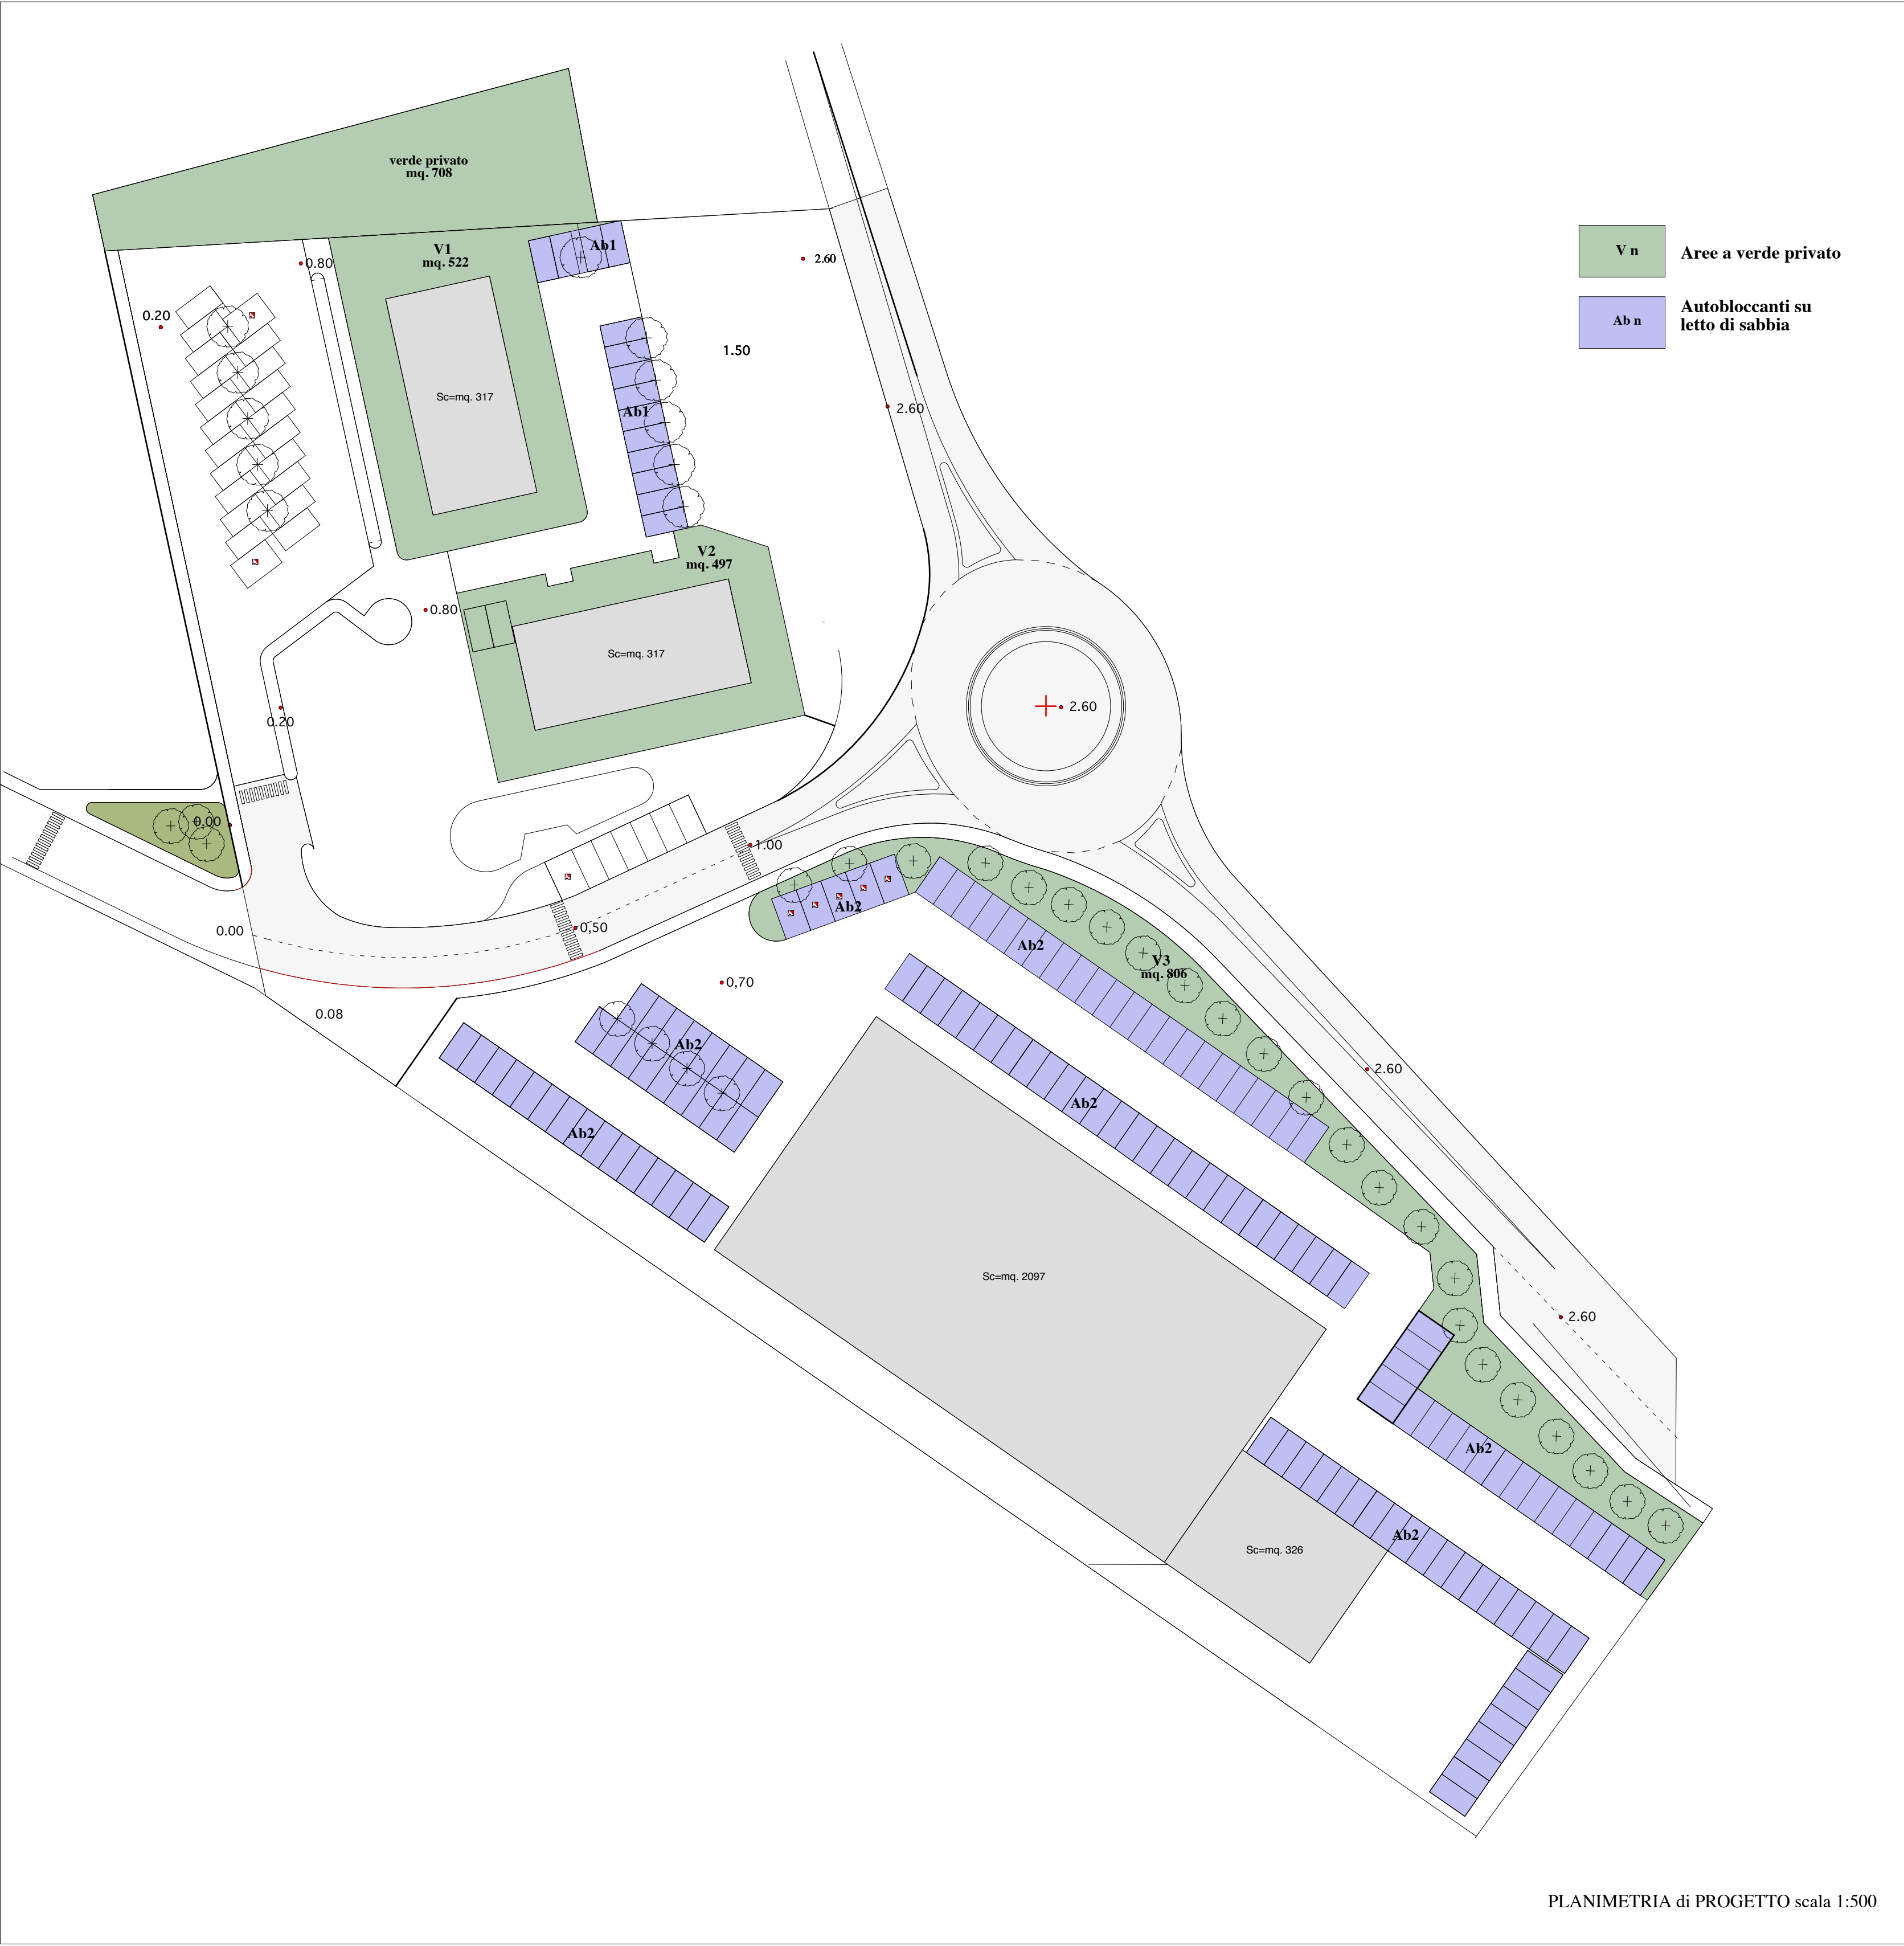 verde privato
mq. 708
V1
mq. 522
Ab1
0.80
2.60
V n
Aree a verde privato
0.20
Ab n
Autobloccanti su
letto di sabbia
1.50
Sc=mq. 317
Ab1
2.60
V2
mq. 497
0.80
Sc=mq. 317
2.60
0.20
0.00
1.00
Ab2
0.00
0,50
Ab2
V3
mq. 806
0,70
0.08
Ab2
2.60
Ab2
Ab2
Sc=mq. 2097
2.60
Ab2
Ab2
Sc=mq. 326
PLANIMETRIA di PROGETTO scala 1:500